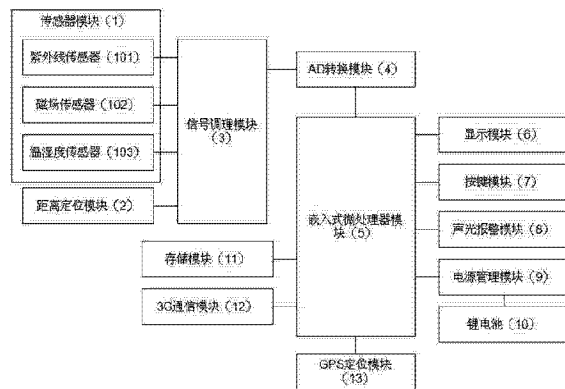 传感器模块（1）
紫外线传感器（101）
磁场传感器（102）
温湿度传感器（103）
距离定位模块（2）
信号调理模块
（3）
AD转换模块（4）
嵌入式微处理器模
块（5）
显示模块（6）
按键模块（7）
声光报警模块（8）
电源管理模块（9）
锂电池（10）
存储模块（11）
3G通信模块（12）
GPS定位模块
（13）